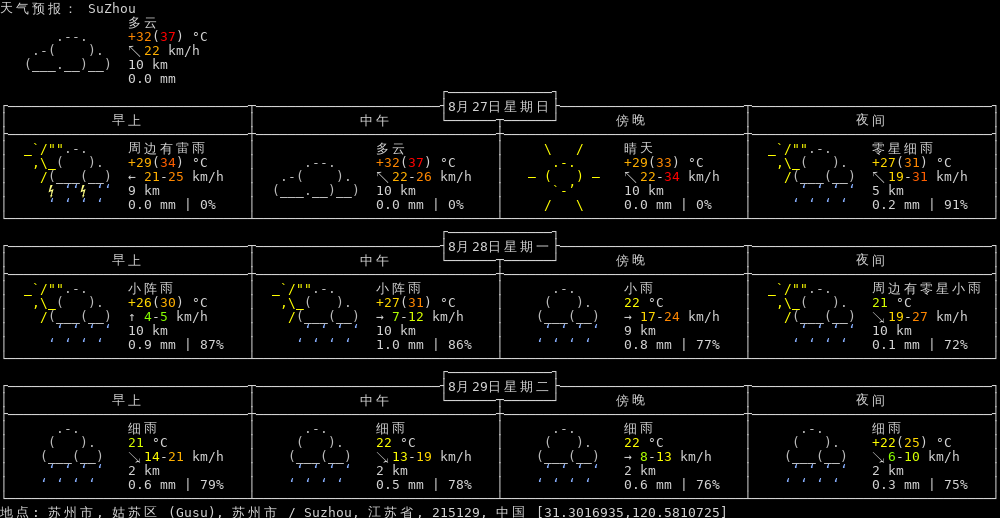 天气预报: SuZhou
多云
+32(37) °C
↖ 22 km/h
10 km
0.0 mm
8月27日星期日
早上 中午 傍晚 夜间
周边有雷雨 多云 晴天 零星细雨
+29(34) °C +32(37) °C +29(33) °C +27(31) °C
← 21-25 km/h ↖ 22-26 km/h ↖ 22-34 km/h ↖ 19-31 km/h
9 km 10 km 10 km 5 km
0.0 mm | 0% 0.0 mm | 0% 0.0 mm | 0% 0.2 mm | 91%
8月28日星期一
早上 中午 傍晚 夜间
小阵雨 小阵雨 小雨 周边有零星小雨
+26(30) °C +27(31) °C 22 °C 21 °C
↑ 4-5 km/h → 7-12 km/h → 17-24 km/h ↘ 19-27 km/h
10 km 10 km 9 km 10 km
0.9 mm | 87% 1.0 mm | 86% 0.8 mm | 77% 0.1 mm | 72%
8月29日星期二
早上 中午 傍晚 夜间
细雨 细雨 细雨 细雨
21 °C 22 °C 22 °C +22(25) °C
↘ 14-21 km/h ↘ 13-19 km/h → 8-13 km/h ↘ 6-10 km/h
2 km 2 km 2 km 2 km
0.6 mm | 79% 0.5 mm | 78% 0.6 mm | 76% 0.3 mm | 75%
地点: 苏州市, 姑苏区 (Gusu), 苏州市 / Suzhou, 江苏省, 215129, 中国 [31.3016935,120.5810725]